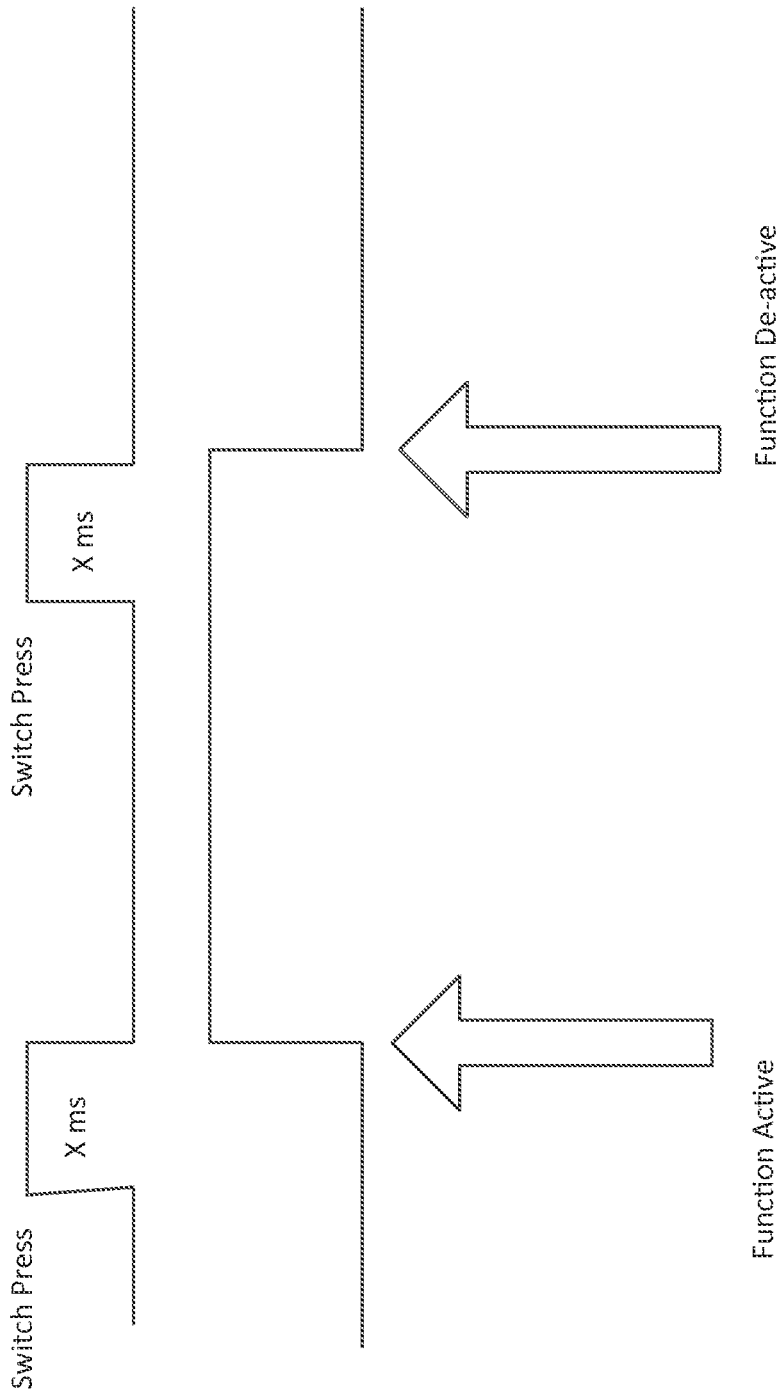 Switch Press
Switch Press
X ms
X ms
Function Active
Function De-active